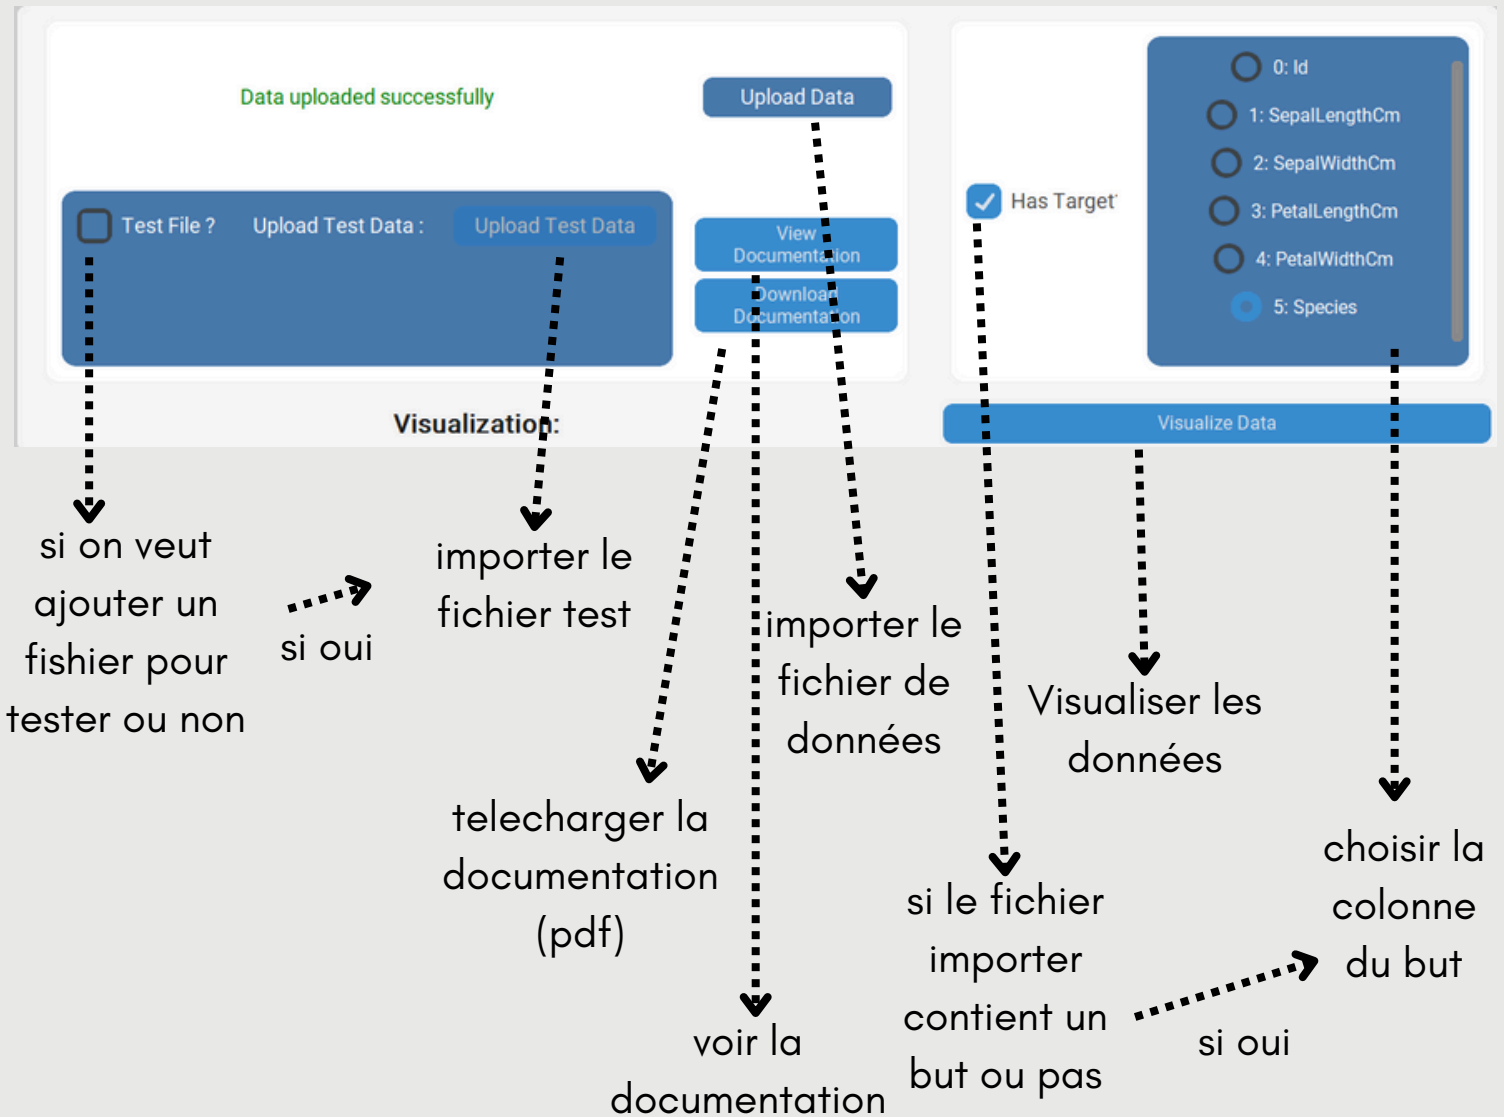 Data uploaded successfully
Upload Data
Test File ?
Upload Test Data :
Upload Test Data
View
Documentation
Download
Documentation
Has Target
0: Id
1: SepalLengthCm
2: SepalWidthCm
3: PetalLengthCm
4: PetalWidthCm
5: Species
Visualization:
Visualize Data
si on veut
ajouter un
fishier pour
tester ou non
si oui
importer le
fichier test
telecharger la
documentation
(pdf)
voir la
documentation
importer le
fichier de
données
Visualiser les
données
si le fichier
importer
contient un
but ou pas
si oui
choisir la
colonne
du but